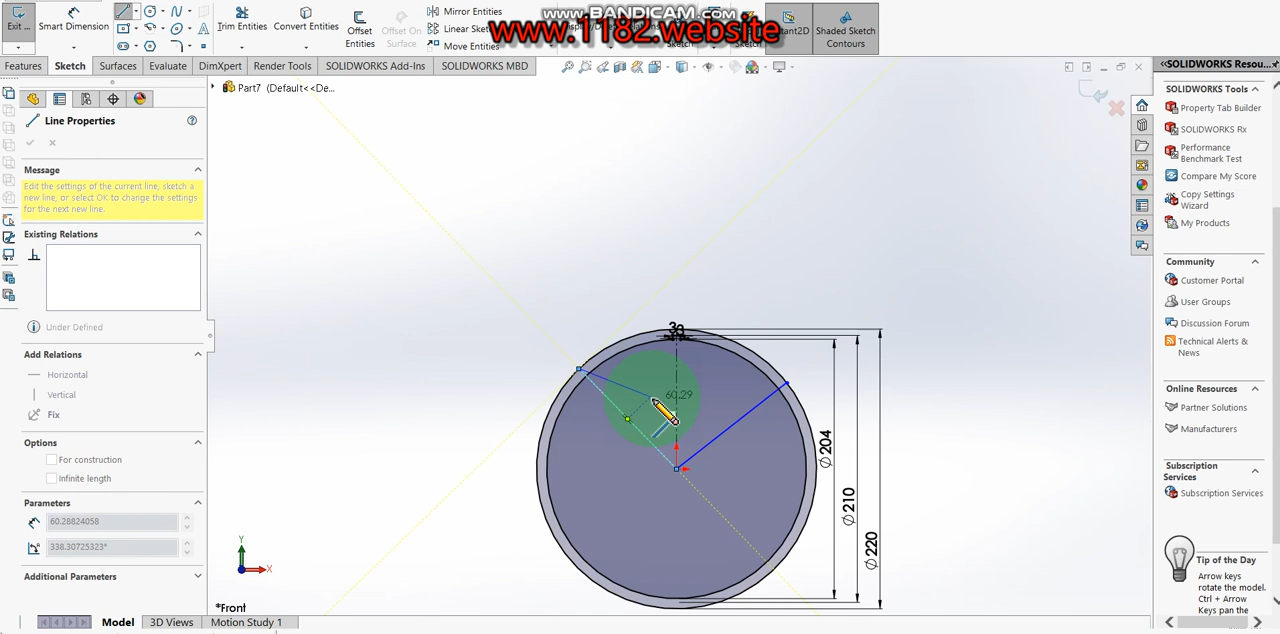 www.BANDICAM.com
www.1182.website
Exit ...
Smart Dimension
Trim Entities
Convert Entities
Offset Entities
Offset On Surface
Mirror Entities
Linear Sketch
Move Entities
Sketch
Sketch
Instant2D
Shaded Sketch Contours
Features
Sketch
Surfaces
Evaluate
DimXpert
Render Tools
SOLIDWORKS Add-Ins
SOLIDWORKS MBD
Part7 (Default<<De...
Line Properties
Message
Edit the settings of the current line, sketch a
new line, or select OK to change the settings
for the next new line.
Existing Relations
Under Defined
Add Relations
Horizontal
Vertical
Fix
Options
For construction
Infinite length
Parameters
60.28824058
338.30725323°
Additional Parameters
60.29
Ø204
Ø210
Ø220
Y
X
*Front
Model
3D Views
Motion Study 1
SOLIDWORKS Resou...
SOLIDWORKS Tools
Property Tab Builder
SOLIDWORKS Rx
Performance
Benchmark Test
Compare My Score
Copy Settings
Wizard
My Products
Community
Customer Portal
User Groups
Discussion Forum
Technical Alerts &
News
Online Resources
Partner Solutions
Manufacturers
Subscription
Services
Subscription Services
Tip of the Day
Arrow keys
rotate the model.
Ctrl + Arrow
Keys pan the